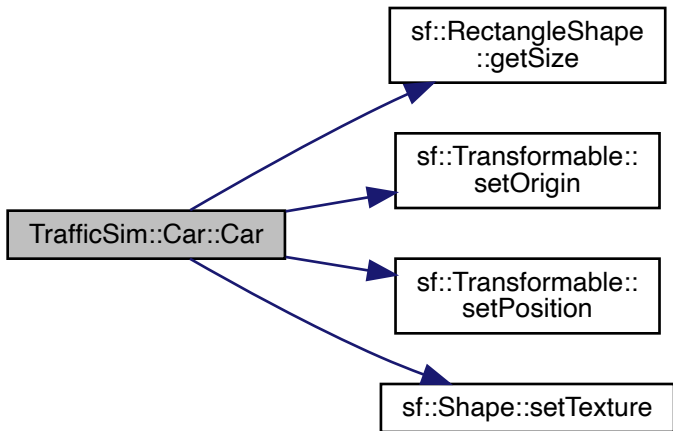 sf::RectangleShape
::getSize
sf::Transformable::
setOrigin
TrafficSim::Car::Car
sf::Transformable::
setPosition
sf::Shape::setTexture